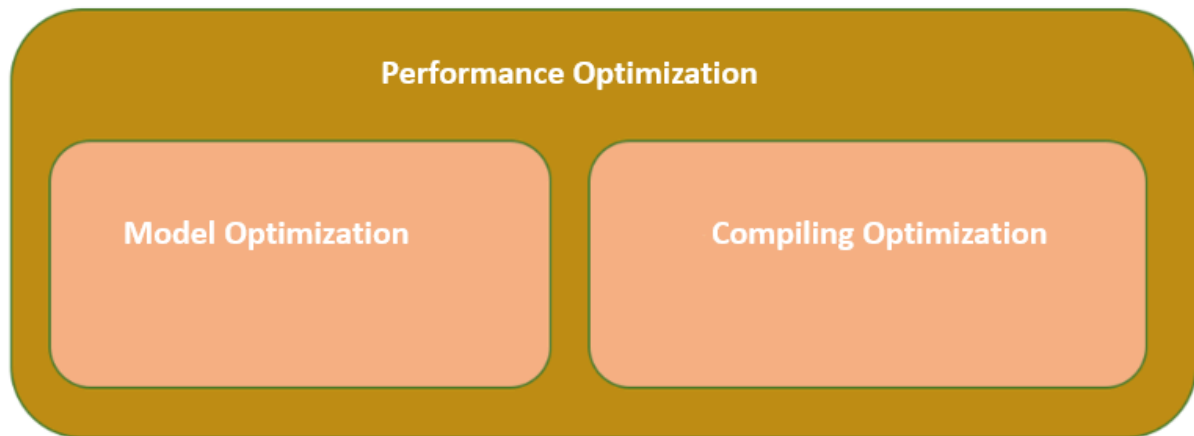 Performance Optimization
Model Optimization
Compiling Optimization